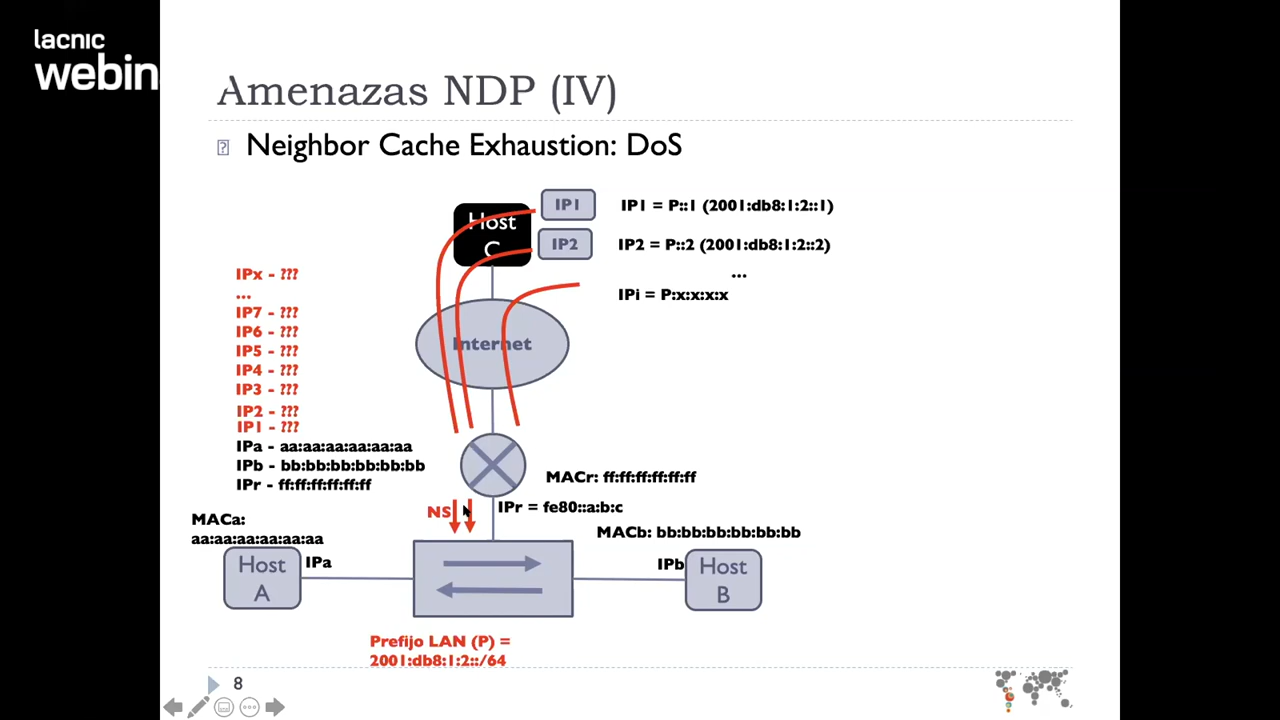 lacnic
webin
Amenazas NDP (IV)
Neighbor Cache Exhaustion: DoS
IP1
IP1 = P::1 (2001:db8:1:2::1)
Host
C
IP2
IP2 = P::2 (2001:db8:1:2::2)
...
IPi = P:x:x:x:x
IPx - ???
...
IP7 - ???
IP6 - ???
IP5 - ???
IP4 - ???
IP3 - ???
IP2 - ???
IP1 - ???
IPa - aa:aa:aa:aa:aa:aa
IPb - bb:bb:bb:bb:bb:bb
IPr - ff:ff:ff:ff:ff:ff
Internet
MACr: ff:ff:ff:ff:ff:ff
NS
IPr = fe80::a:b:c
MACa:
aa:aa:aa:aa:aa:aa
MACb: bb:bb:bb:bb:bb:bb
Host
A
IPa
IPb
Host
B
Prefijo LAN (P) =
2001:db8:1:2::/64
8